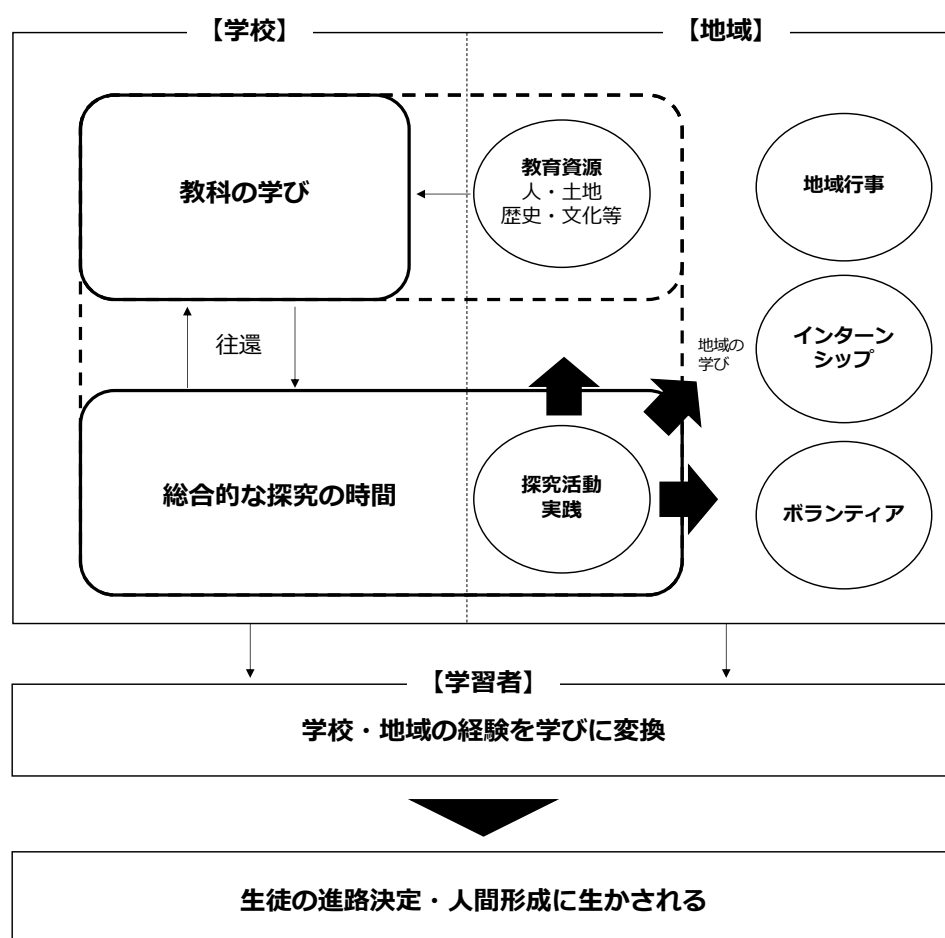 【学校】
【地域】
教科の学び
教育資源
人・土地
歴史・文化等
地域行事
往還
地域の
学び
インターン
シップ
総合的な探究の時間
探究活動
実践
ボランティア
【学習者】
学校・地域の経験を学びに変換
生徒の進路決定・人間形成に生かされる